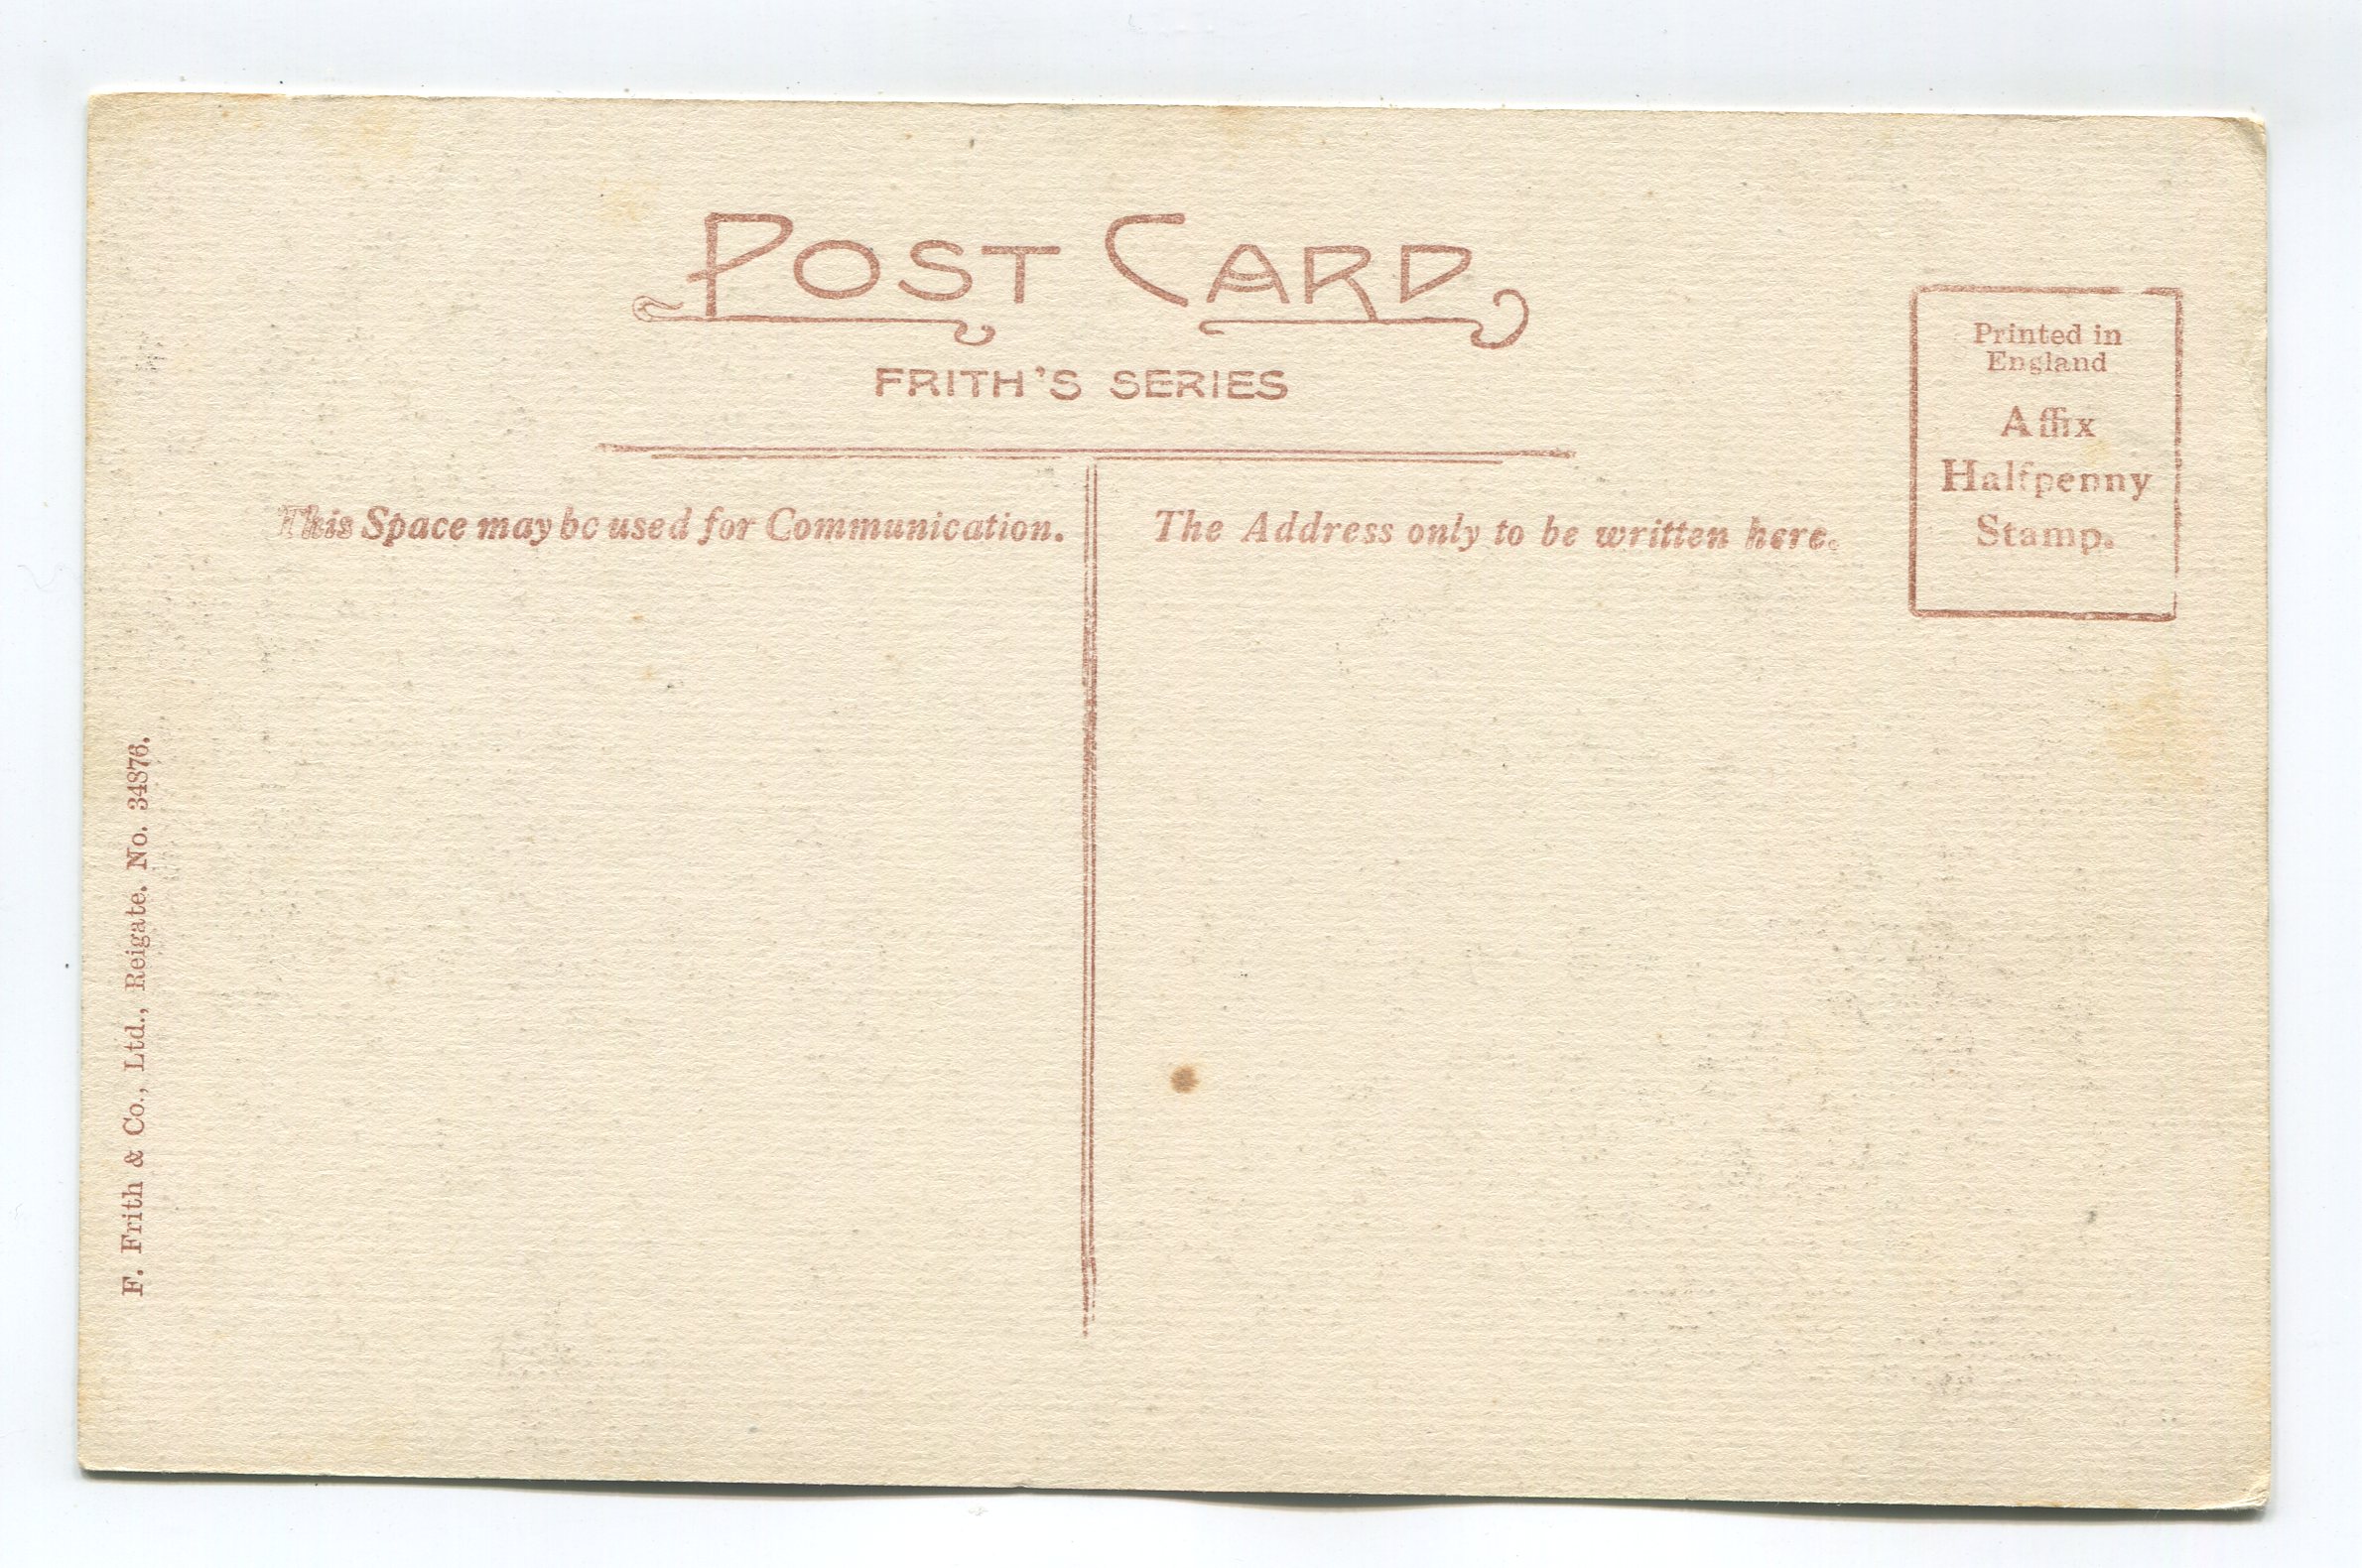 POST CARD
FRITH'S SERIES
Printed in
England
Affix
Halfpenny
Stamp.
This Space may be used for Communication.
The Address only to be written here.
F. Frith & Co., Ltd., Reigate. No. 34876.